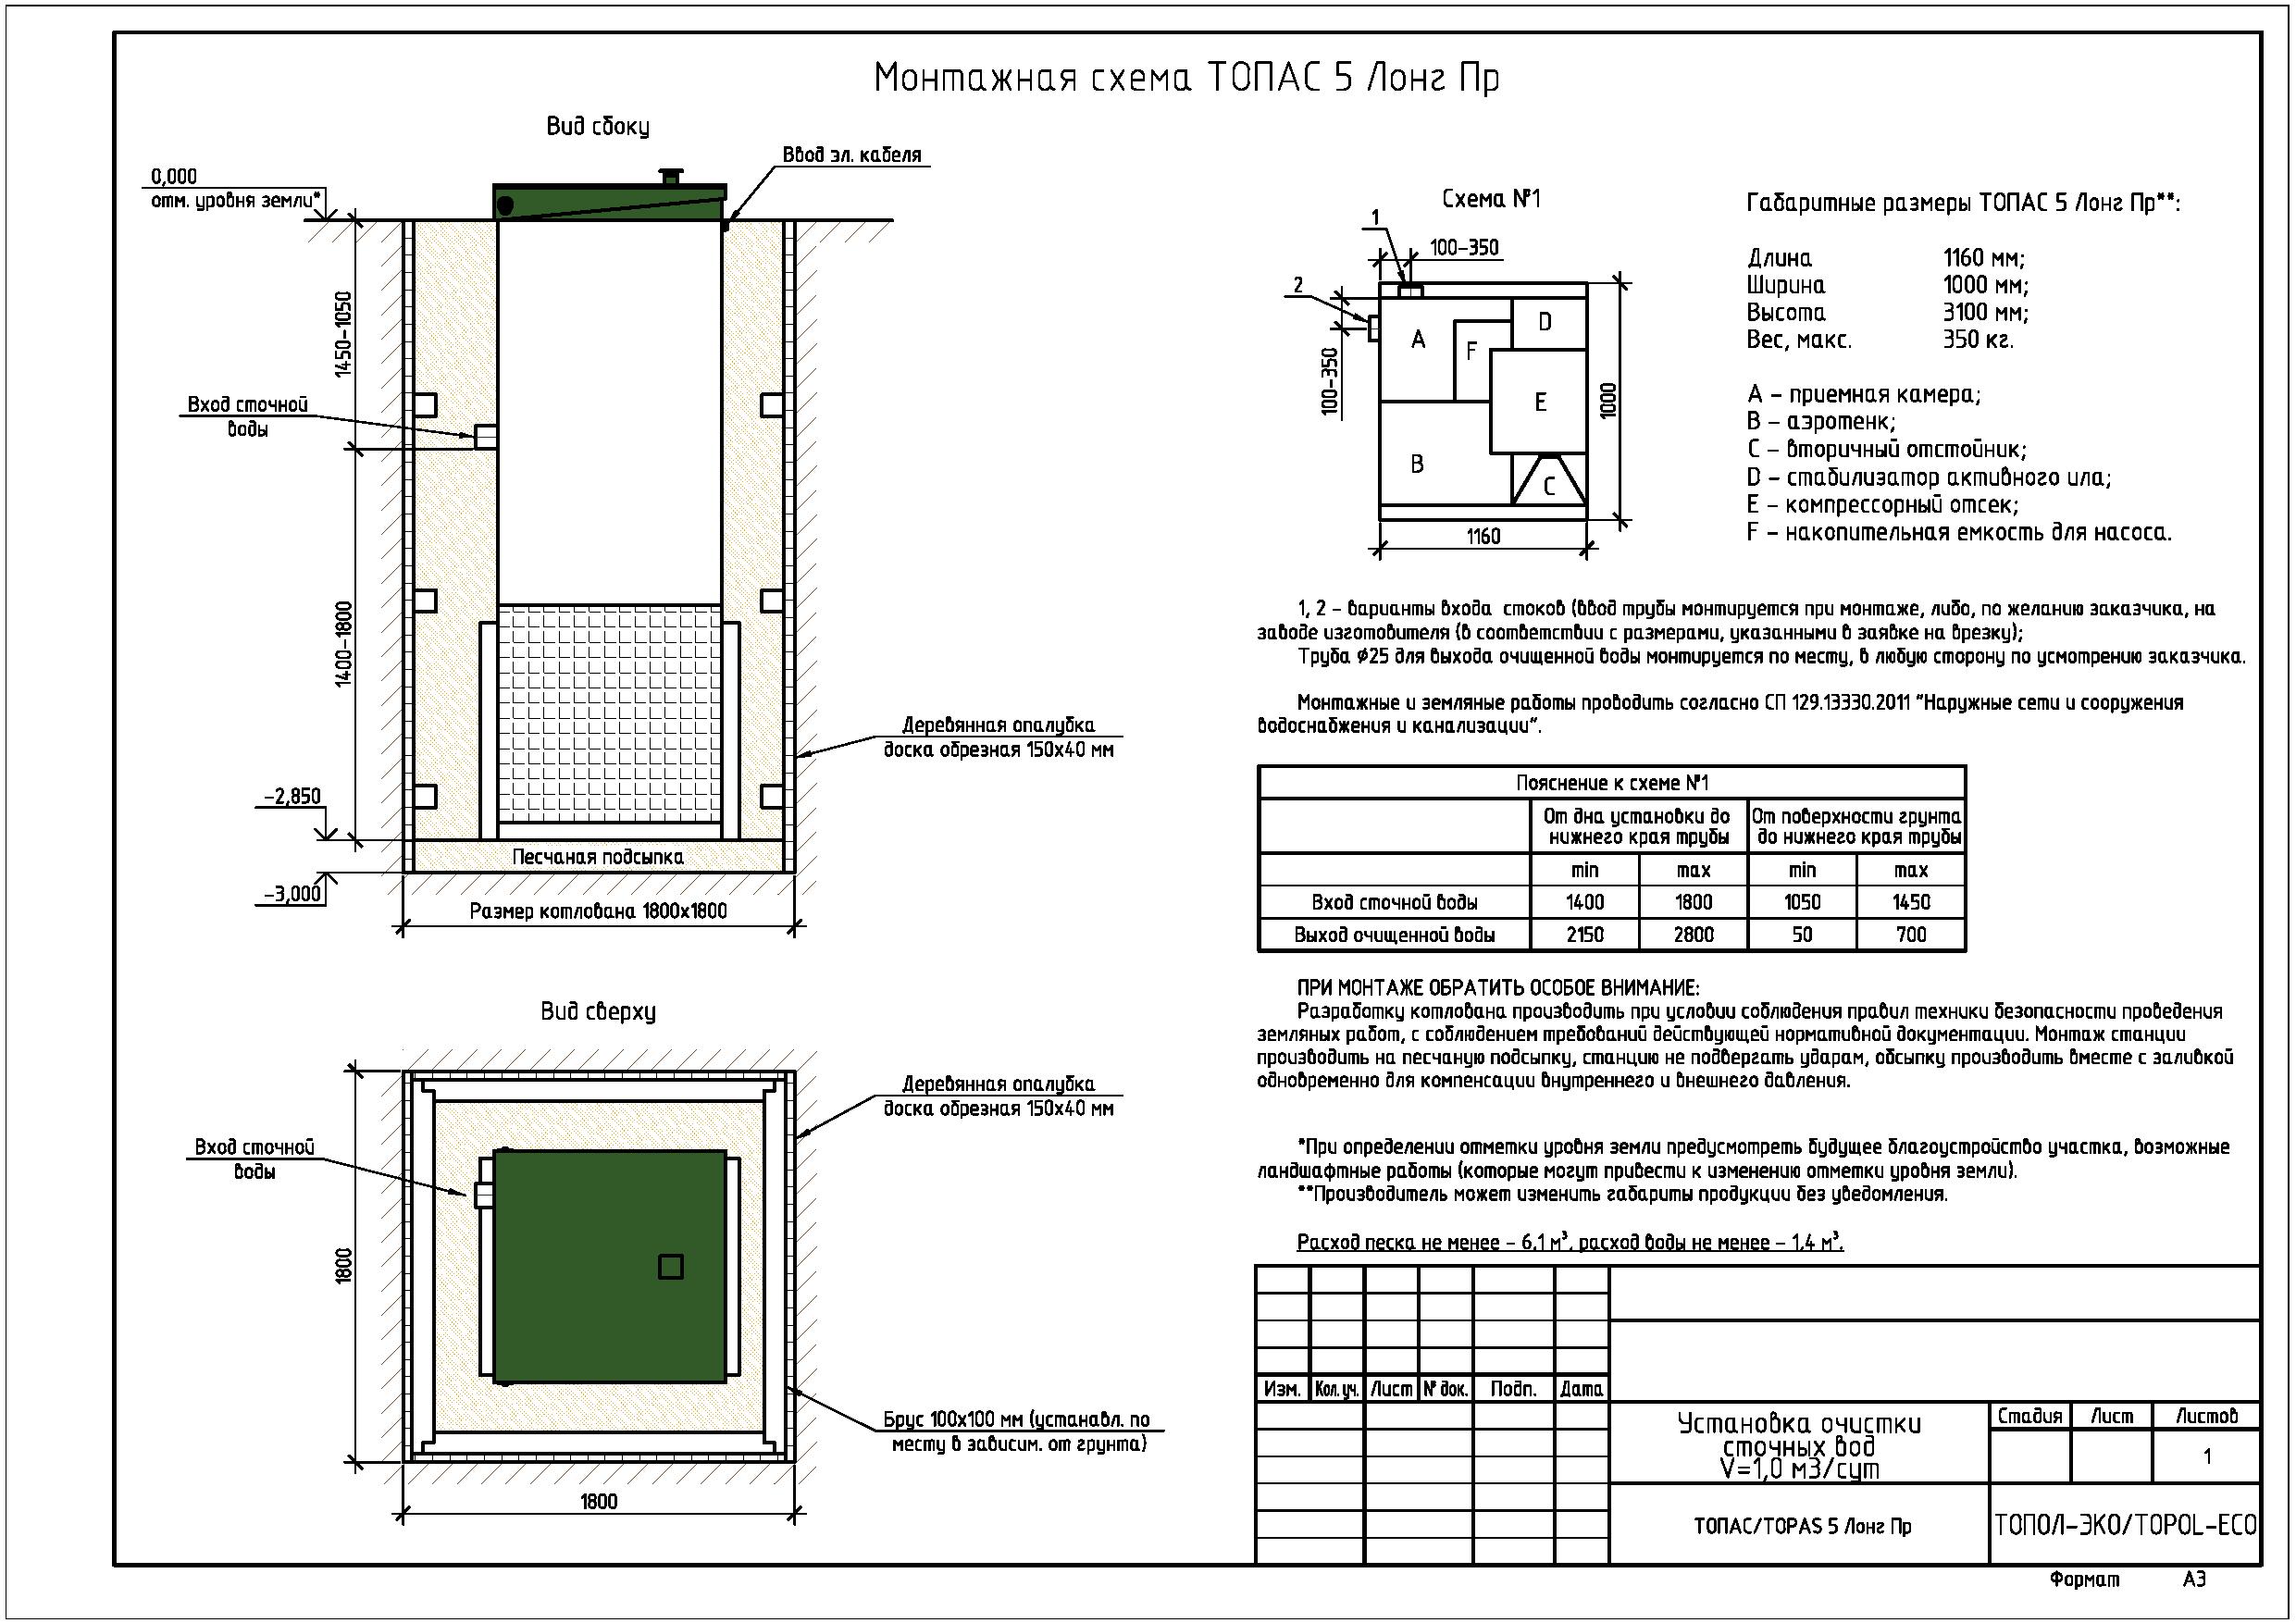 Монтажная схема ТОПАС 5 Лонг Пр
Вид сбоку
Ввод эл. кабеля
0,000
отм. уровня земли*
1450-1050
Вход сточной
воды
1400-1800
Деревянная опалубка
доска обрезная 150х40 мм
-2,850
Песчаная подсыпка
-3,000
Размер котлована 1800х1800
Вид сверху
Деревянная опалубка
доска обрезная 150х40 мм
Вход сточной
воды
1800
Брус 100х100 мм (устанавл. по
месту в зависим. от грунта)
1800
Схема №1
1
100-350
2
100-350
A
F
D
E
B
C
1000
1160
Габаритные размеры ТОПАС 5 Лонг Пр**:
Длина 1160 мм;
Ширина 1000 мм;
Высота 3100 мм;
Вес, макс. 350 кг.
A – приемная камера;
B – аэротенк;
C – вторичный отстойник;
D – стабилизатор активного ила;
E – компрессорный отсек;
F – накопительная емкость для насоса.
1, 2 – варианты входа стоков (ввод трубы монтируется при монтаже, либо, по желанию заказчика, на
заводе изготовителя (в соответствии с размерами, указанными в заявке на врезку);
Труба Ø25 для выхода очищенной воды монтируется по месту, в любую сторону по усмотрению заказчика.
Монтажные и земляные работы проводить согласно СП 129.13330.2011 "Наружные сети и сооружения
водоснабжения и канализации".
Пояснение к схеме №1
От дна установки до нижнего края трубы
От поверхности грунта до нижнего края трубы
min max min max
Вход сточной воды 1400 1800 1050 1450
Выход очищенной воды 2150 2800 50 700
ПРИ МОНТАЖЕ ОБРАТИТЬ ОСОБОЕ ВНИМАНИЕ:
Разработку котлована производить при условии соблюдения правил техники безопасности проведения
земляных работ, с соблюдением требований действующей нормативной документации. Монтаж станции
производить на песчаную подсыпку, станцию не подвергать ударам, обсыпку производить вместе с заливкой
одновременно для компенсации внутреннего и внешнего давления.
*При определении отметки уровня земли предусмотреть будущее благоустройство участка, возможные
ландшафтные работы (которые могут привести к изменению отметки уровня земли).
**Производитель может изменить габариты продукции без уведомления.
Расход песка не менее – 6,1 м³, расход воды не менее – 1,4 м³.
Изм. Кол.уч. Лист № док. Подп. Дата
Установка очистки
сточных вод
V=1,0 м3/сут
Стадия Лист Листов
1
ТОПАС/TOPAS 5 Лонг Пр
ТОПОЛ-ЭКО/TOPOL-ECO
Формат А3